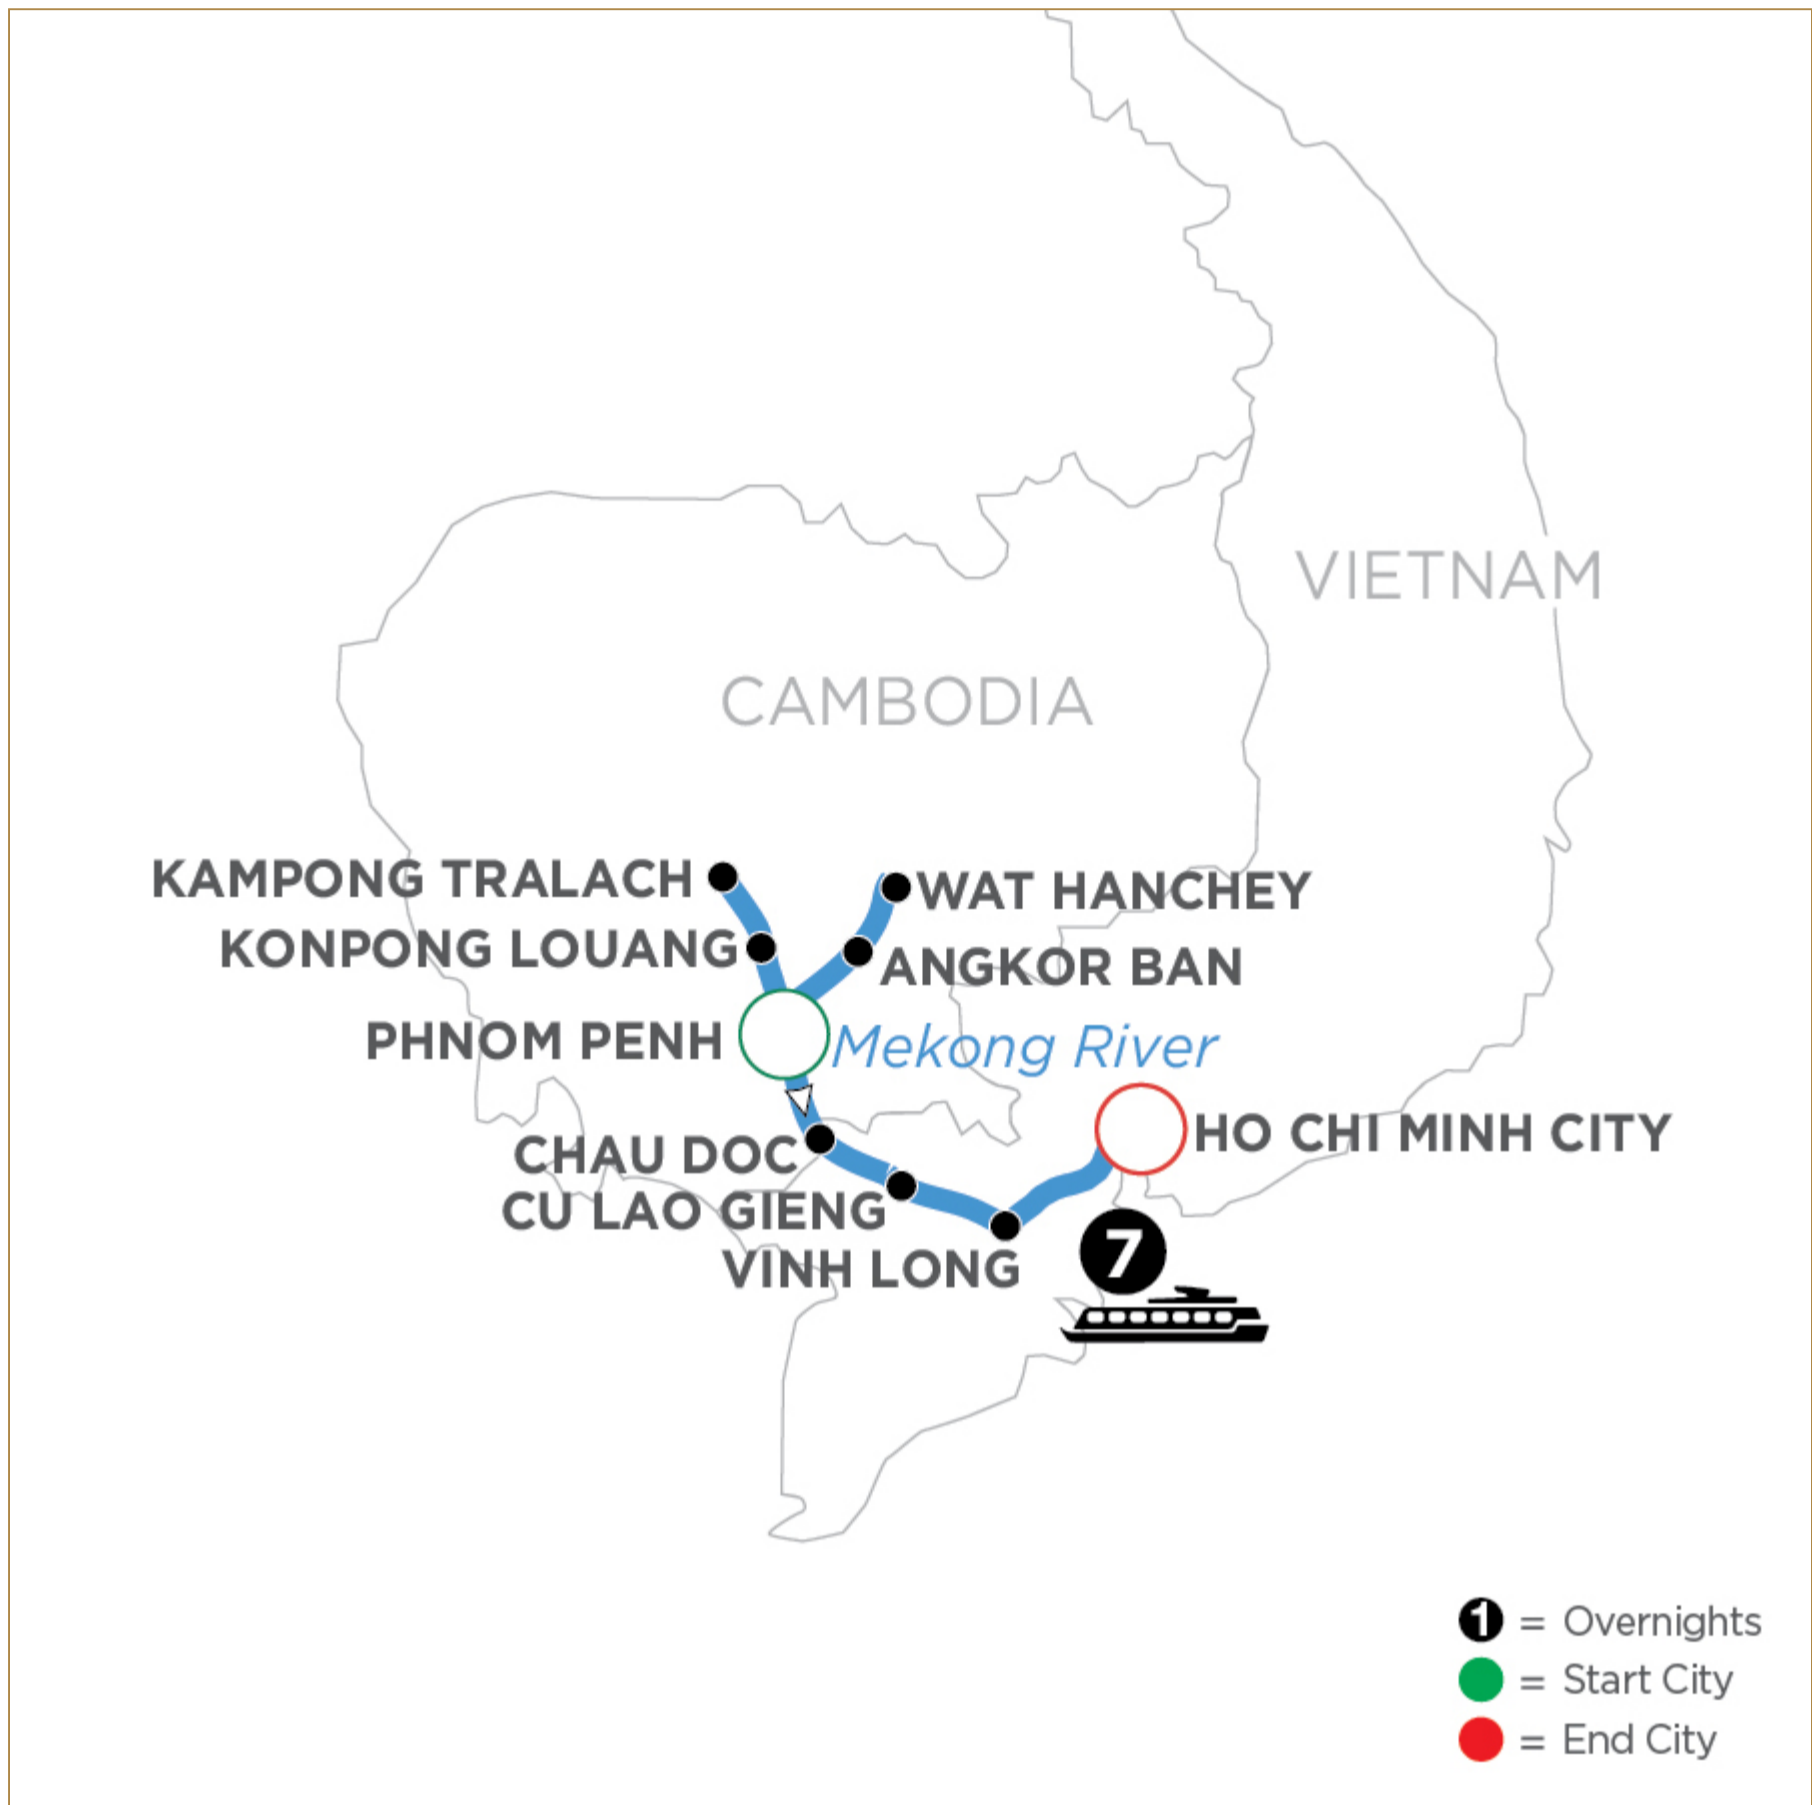 VIETNAM
CAMBODIA
KAMPONG TRALACH
WAT HANCHEY
KONPONG LOUANG
ANGKOR BAN
PHNOM PENH
Mekong River
HO CHI MINH CITY
CHAU DOC
CU LAO GIENG
VINH LONG
7
1 = Overnights
= Start City
= End City